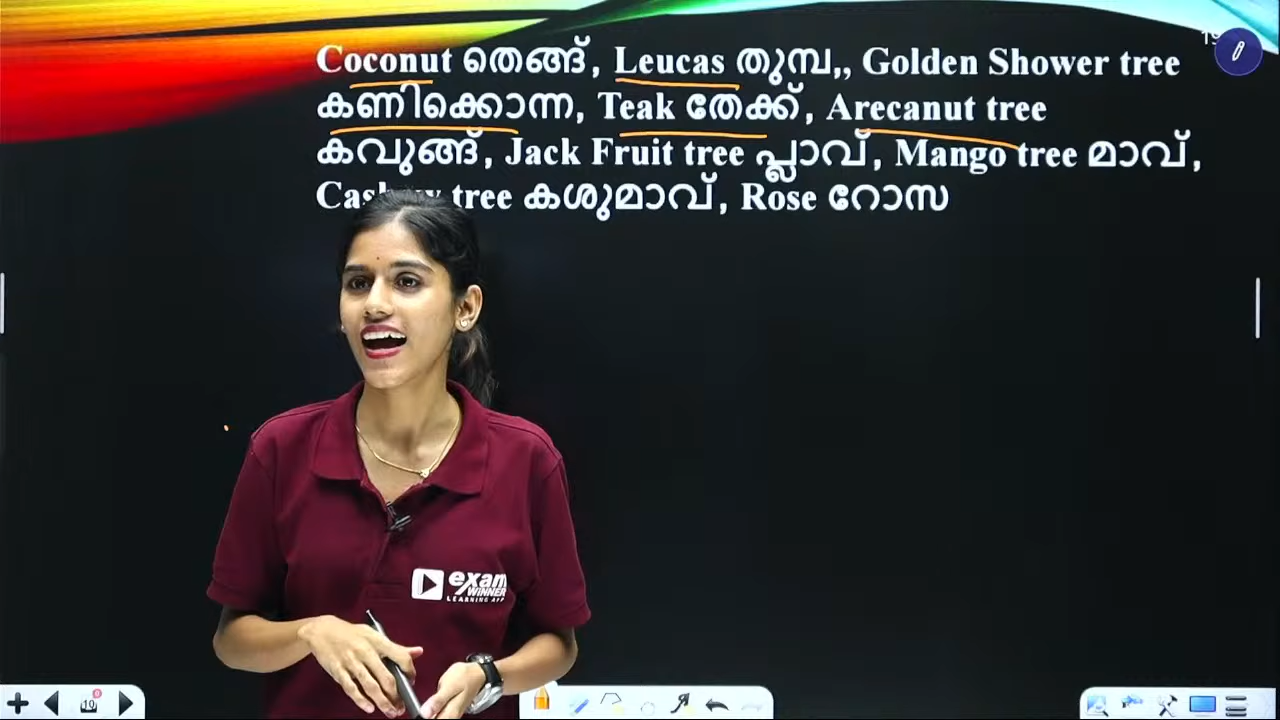 Coconut തെങ്ങ്, Leucas തുമ്പ,, Golden Shower tree
കണിക്കൊന്ന, Teak തേക്ക്, Arecanut tree
കവുങ്ങ്, Jack Fruit tree പ്ലാവ്, Mango tree മാവ്,
tree കശുമാവ്, Rose റോസ
exam
WINNER
LEARNING APP
10